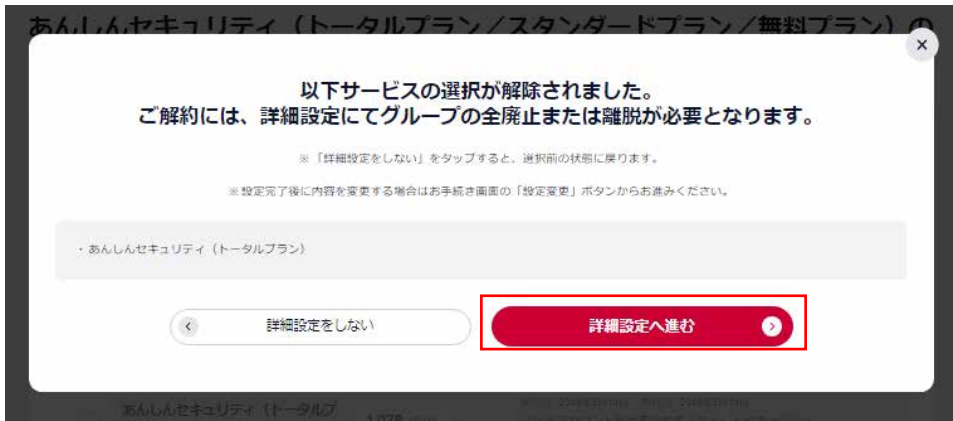 あんしんセキュリティ（トータルプラン／スタンダードプラン／無料プラン）の
以下サービスの選択が解除されました。
ご解約には、詳細設定にてグループの全廃止または離脱が必要となります。
※「詳細設定をしない」をタップすると、選択前の状態に戻ります。
※設定完了後に内容を変更する場合はお手続き画面の「設定変更」ボタンからお進みください。
・あんしんセキュリティ（トータルプラン）
詳細設定をしない
詳細設定へ進む
あんしんセキュリティ（トータルプ
1,078